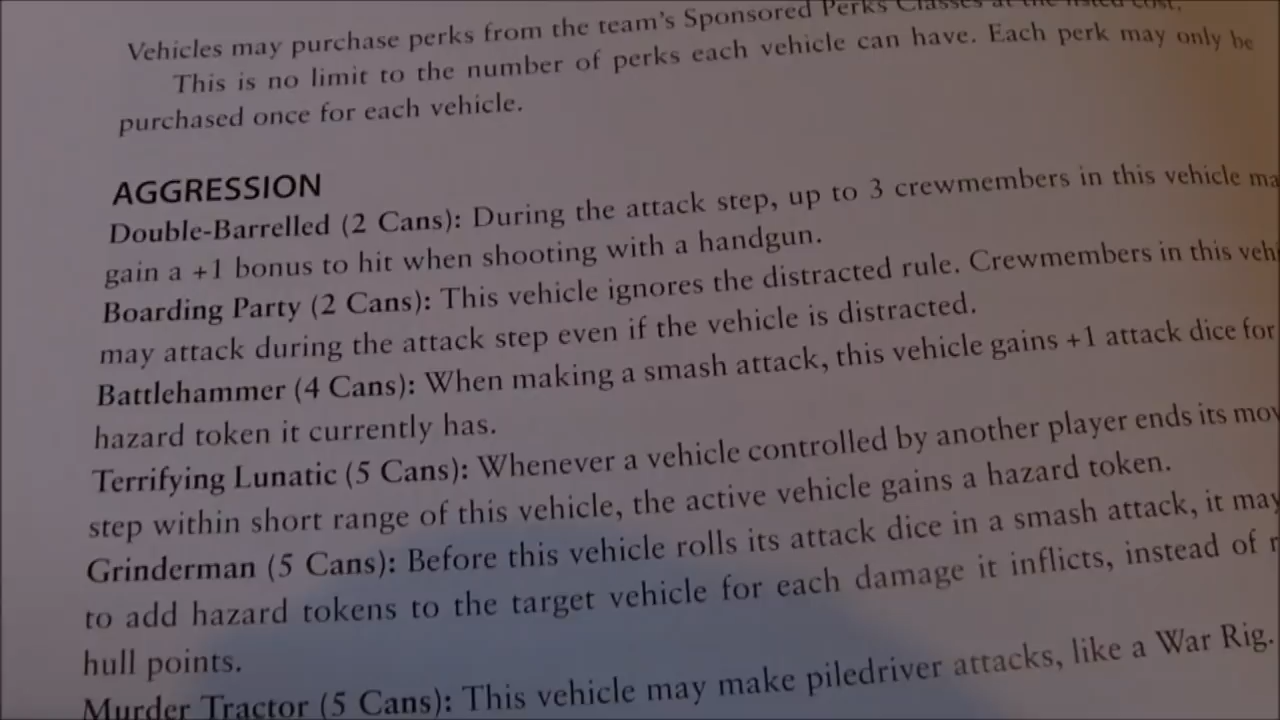 Vehicles may purchase perks from the team's Sponsored Perks Classes at the listed cost.
This is no limit to the number of perks each vehicle can have. Each perk may only be
purchased once for each vehicle.
AGGRESSION
Double-Barrelled (2 Cans): During the attack step, up to 3 crewmembers in this vehicle ma
gain a +1 bonus to hit when shooting with a handgun.
Boarding Party (2 Cans): This vehicle ignores the distracted rule. Crewmembers in this veh
may attack during the attack step even if the vehicle is distracted.
Battlehammer (4 Cans): When making a smash attack, this vehicle gains +1 attack dice for
hazard token it currently has.
Terrifying Lunatic (5 Cans): Whenever a vehicle controlled by another player ends its mov
step within short range of this vehicle, the active vehicle gains a hazard token.
Grinderman (5 Cans): Before this vehicle rolls its attack dice in a smash attack, it may
to add hazard tokens to the target vehicle for each damage it inflicts, instead of r
hull points.
Murder Tractor (5 Cans): This vehicle may make piledriver attacks, like a War Rig.